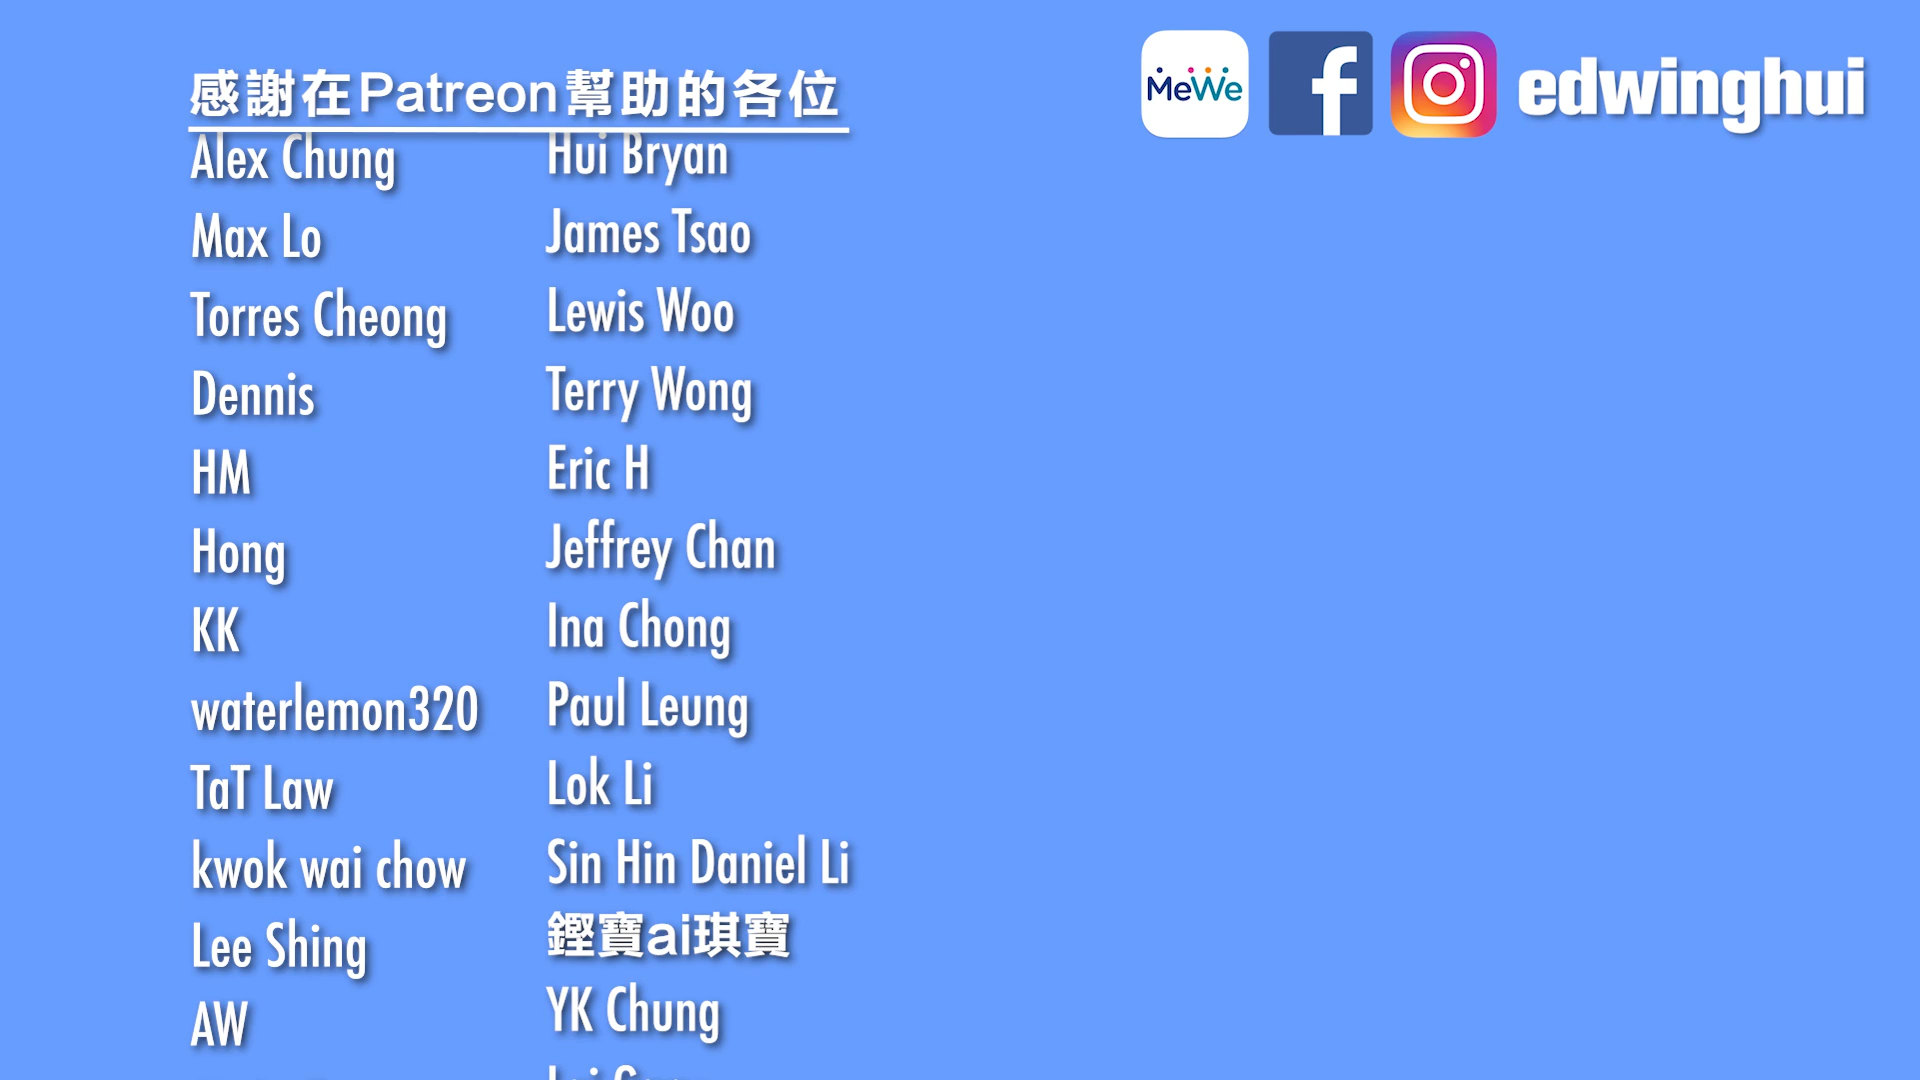 感謝在Patreon幫助的各位
MeWe
edwinghui
Alex Chung
Max Lo
Torres Cheong
Dennis
HM
Hong
KK
waterlemon320
TaT Law
kwok wai chow
Lee Shing
AW
Hui Bryan
James Tsao
Lewis Woo
Terry Wong
Eric H
Jeffrey Chan
Ina Chong
Paul Leung
Lok Li
Sin Hin Daniel Li
鏗寶ai琪寶
YK Chung